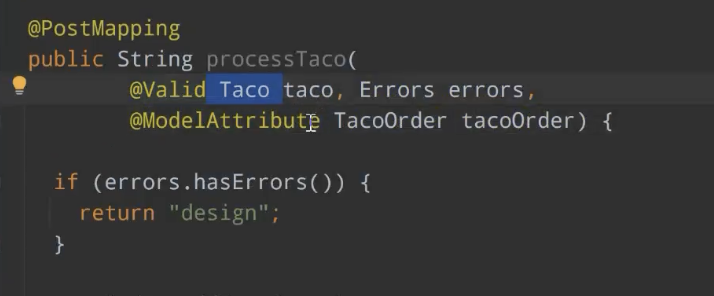 @PostMapping
public String processTaco(
@Valid Taco taco, Errors errors,
@ModelAttribute TacoOrder tacoOrder) {
if (errors.hasErrors()) {
return "design";
}